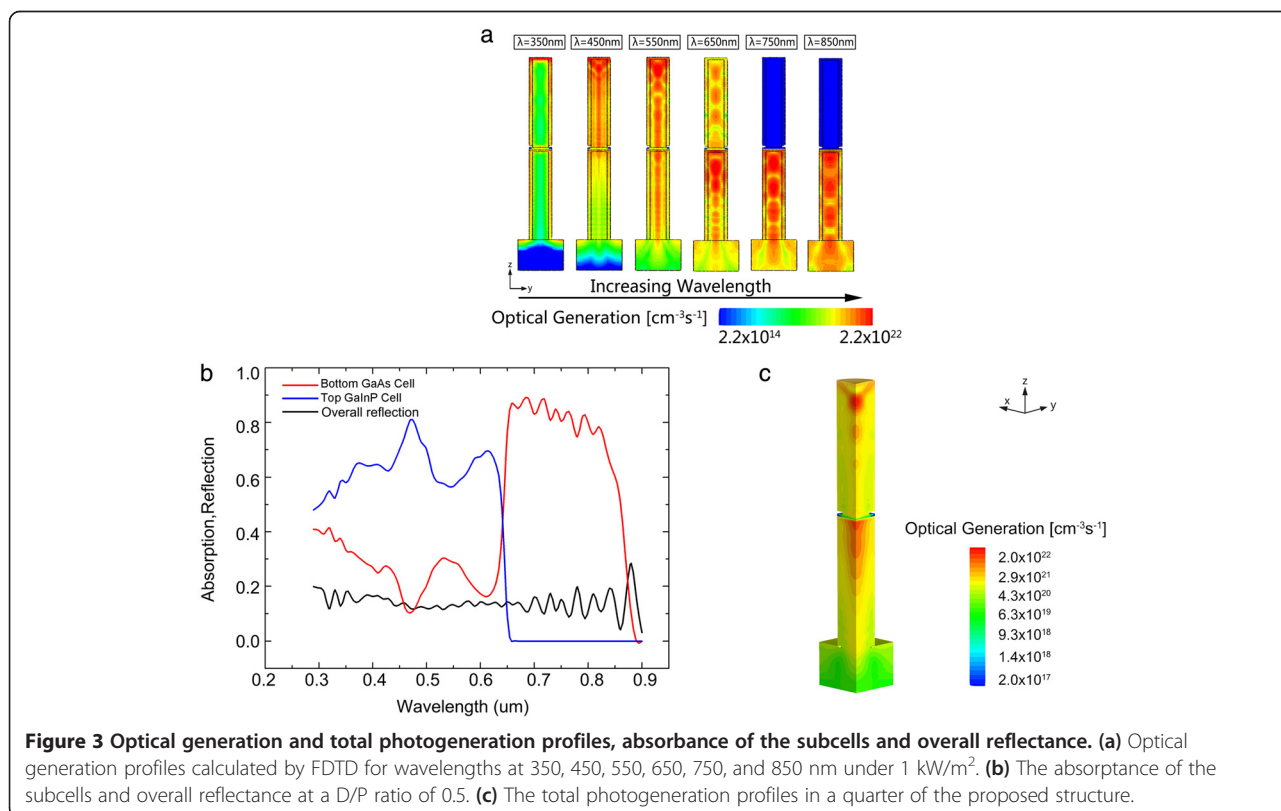 a
λ=350nm λ=450nm λ=550nm λ=650nm λ=750nm λ=850nm
z
y
Increasing Wavelength
Optical Generation [cm⁻³s⁻¹]
2.2x10¹⁴ 2.2x10²²
b
Bottom GaAs Cell
Top GaInP Cell
Overall reflection
Absorption,Reflection
1.0
0.8
0.6
0.4
0.2
0.0
0.2 0.3 0.4 0.5 0.6 0.7 0.8 0.9
Wavelength (um)
c
z
x y
Optical Generation [cm⁻³s⁻¹]
2.0x10²²
2.9x10²¹
4.3x10²⁰
6.3x10¹⁹
9.3x10¹⁸
1.4x10¹⁸
2.0x10¹⁷
Figure 3 Optical generation and total photogeneration profiles, absorbance of the subcells and overall reflectance. (a) Optical
generation profiles calculated by FDTD for wavelengths at 350, 450, 550, 650, 750, and 850 nm under 1 kW/m². (b) The absorptance of the
subcells and overall reflectance at a D/P ratio of 0.5. (c) The total photogeneration profiles in a quarter of the proposed structure.